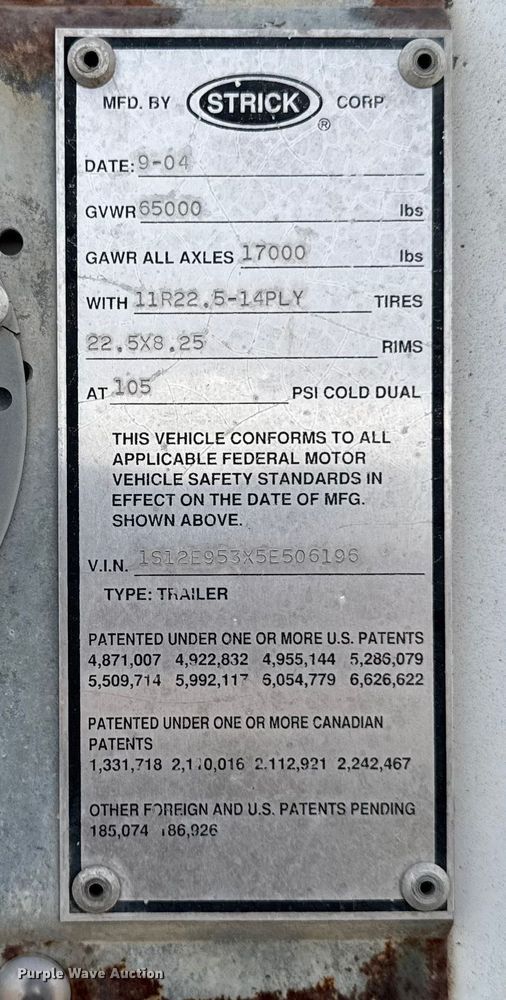 MFD. BY STRICK ® CORP
DATE: 9-04
GVWR 65000 lbs
GAWR ALL AXLES 17000 lbs
WITH 11R22.5-14PLY TIRES
22.5X8.25 RIMS
AT 105 PSI COLD DUAL
THIS VEHICLE CONFORMS TO ALL
APPLICABLE FEDERAL MOTOR
VEHICLE SAFETY STANDARDS IN
EFFECT ON THE DATE OF MFG.
SHOWN ABOVE.
V.I.N. 1S12E953X5E506196
TYPE: TRAILER
PATENTED UNDER ONE OR MORE U.S. PATENTS
4,871,007 4,922,832 4,955,144 5,286,079
5,509,714 5,992,117 6,054,779 6,626,622
PATENTED UNDER ONE OR MORE CANADIAN
PATENTS
1,331,718 2,110,016 2.112,921 2,242,467
OTHER FOREIGN AND U.S. PATENTS PENDING
185,074 186,926
Purple Wave Auction